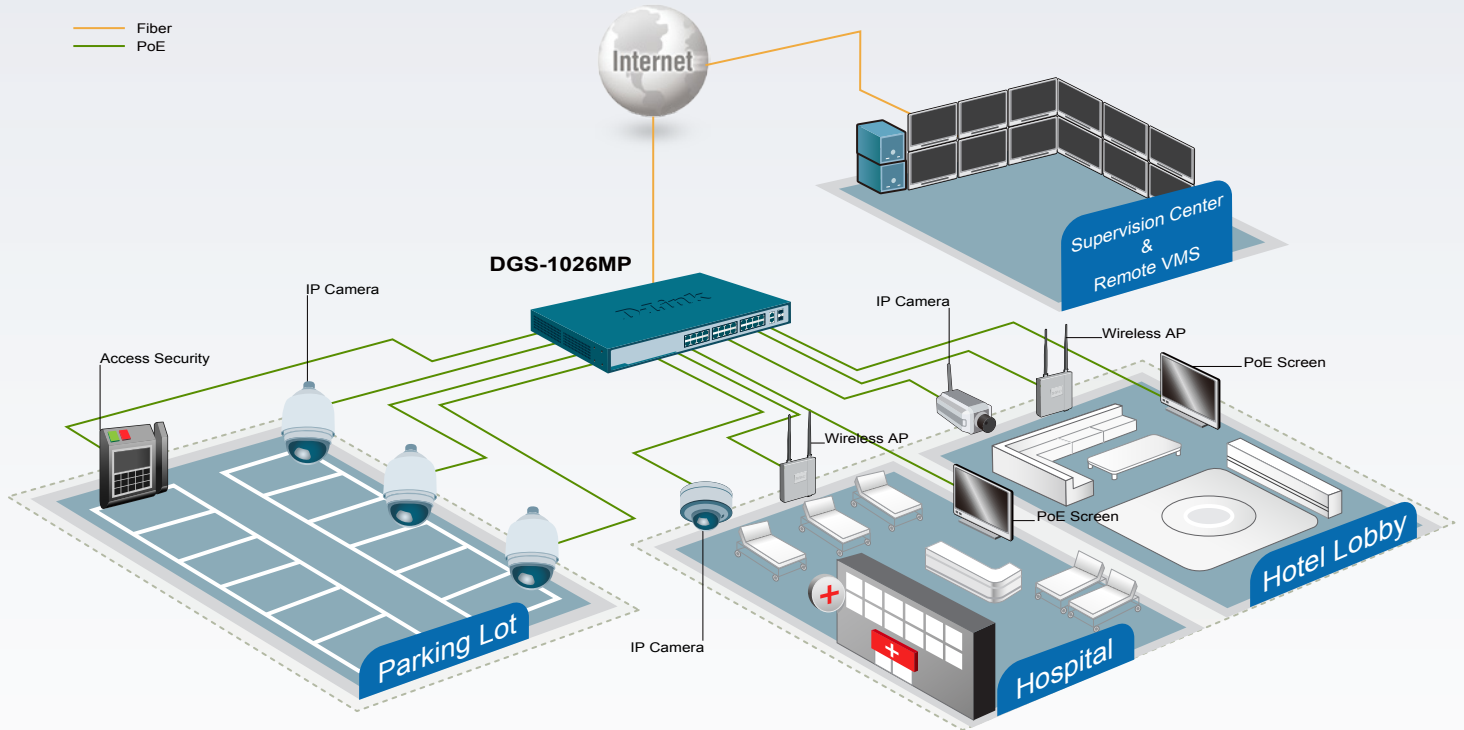 Fiber
PoE
Internet
Supervision Center
&
Remote VMS
DGS-1026MP
D-Link
IP Camera
Access Security
IP Camera
Wireless AP
PoE Screen
Wireless AP
PoE Screen
IP Camera
Parking Lot
Hospital
Hotel Lobby